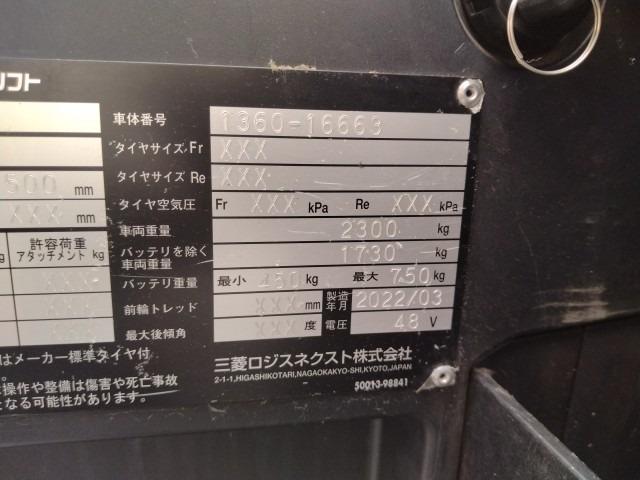 リフト
車体番号 1360-16663
タイヤサイズ Fr XXX
タイヤサイズ Re XXX
500 mm
タイヤ空気圧 Fr XXX kPa Re XXX kPa
XXX mm
車両重量 2300 kg
許容荷重
アタッチメント kg
バッテリを除く
車両重量 1730 kg
バッテリ重量 最小 450 kg 最大 750 kg
前輪トレッド XXX mm 製造年月 2022/03
最大後傾角 XXX 度 電圧 48 V
はメーカー標準タイヤ付
三菱ロジスネクスト株式会社
2-1-1,HIGASHIKOTARI,NAGAOKAKYO-SHI,KYOTO,JAPAN
操作や整備は傷害や死亡事故
となる可能性があります。
50013-98841